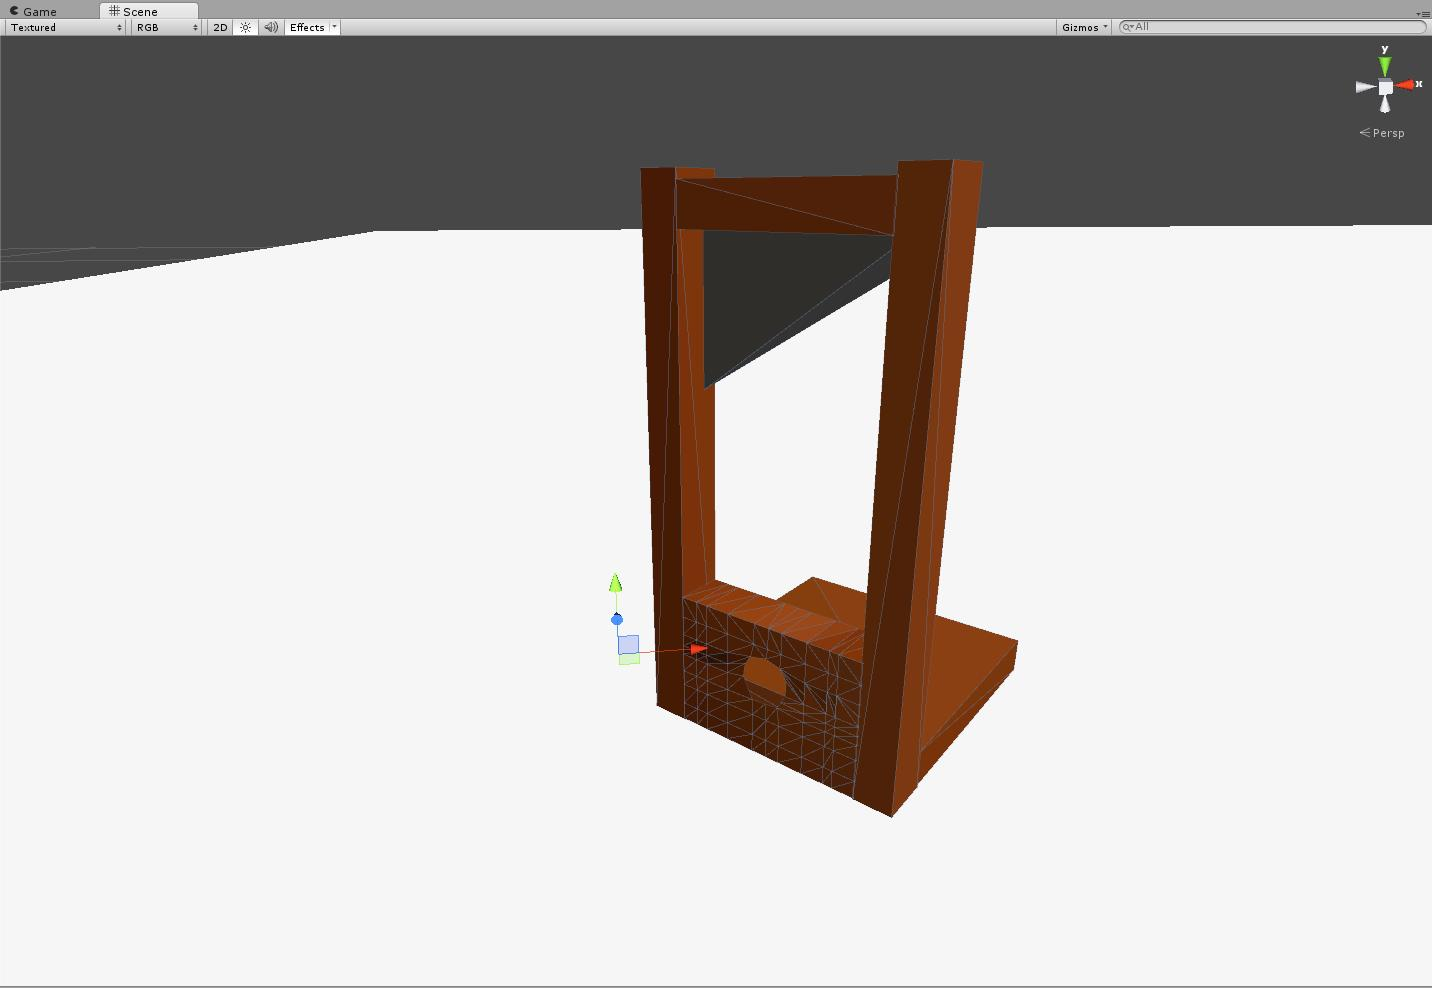 Game Scene
Textured RGB 2D Effects Gizmos All
y
x
Persp